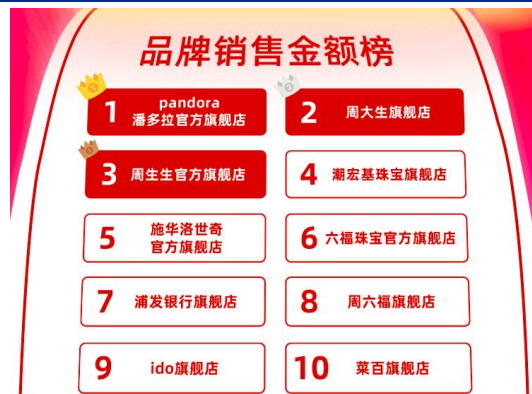 品牌销售金额榜
1 pandora
潘多拉官方旗舰店
2 周大生旗舰店
3 周生生官方旗舰店
4 潮宏基珠宝旗舰店
5 施华洛世奇
官方旗舰店
6 六福珠宝官方旗舰店
7 浦发银行旗舰店
8 周六福旗舰店
9 ido旗舰店
10 菜百旗舰店